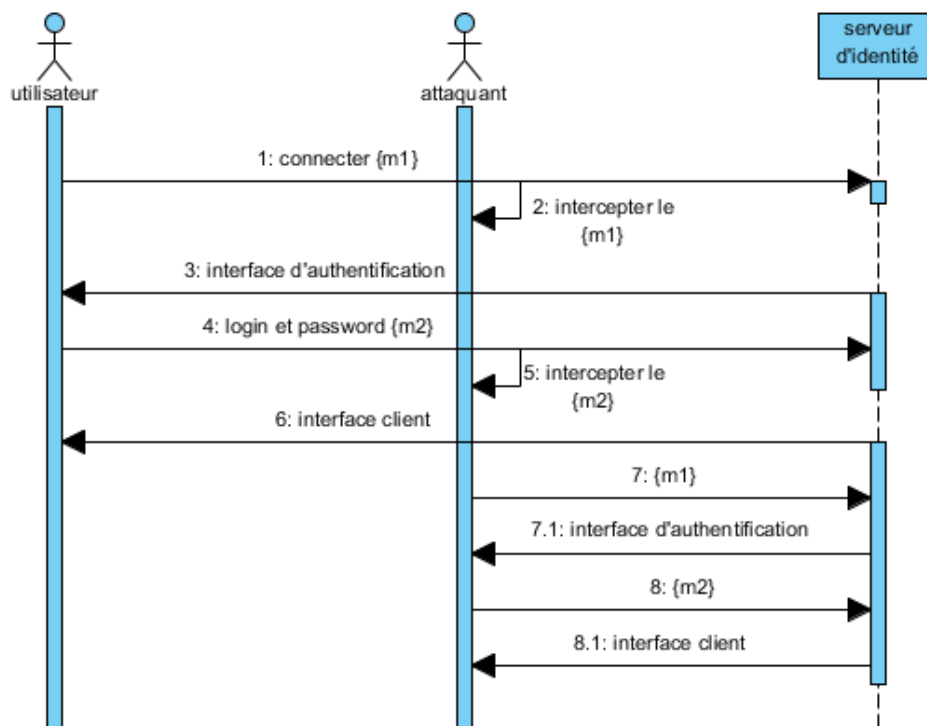 serveur
d'identité
utilisateur
attaquant
1: connecter {m1}
2: intercepter le
{m1}
3: interface d'authentification
4: login et password {m2}
5: intercepter le
{m2}
6: interface client
7: {m1}
7.1: interface d'authentification
8: {m2}
8.1: interface client